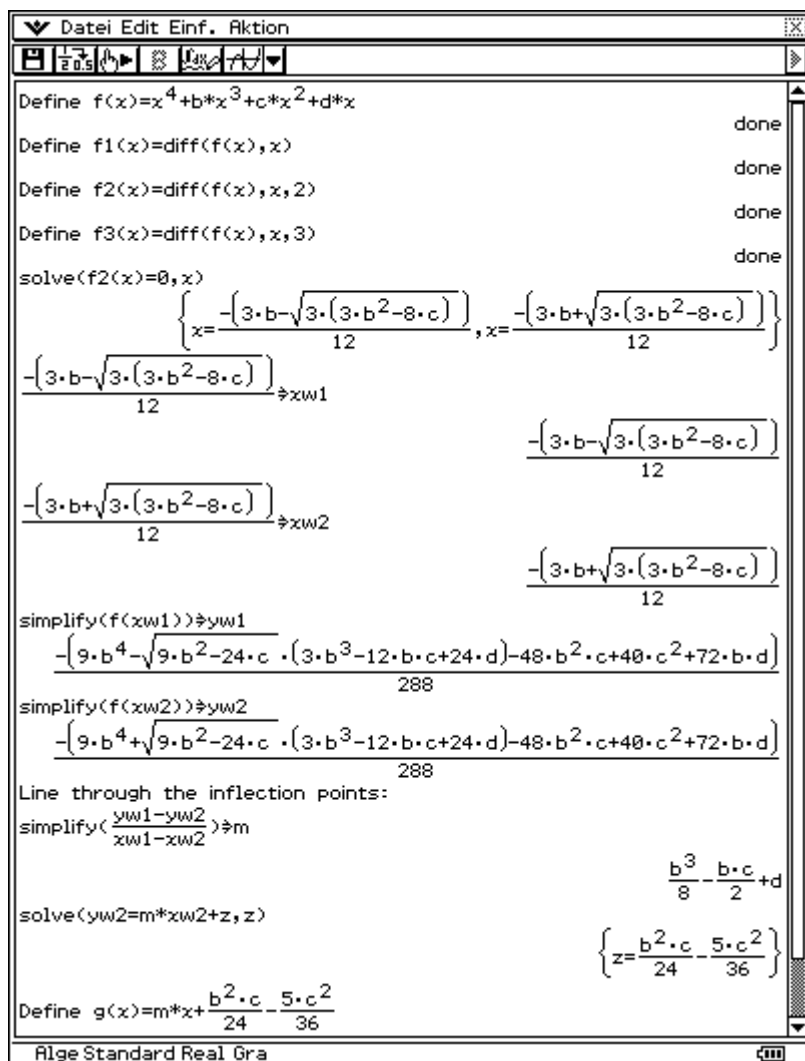 Datei Edit Einf. Aktion
Define f(x)=x^4+b*x^3+c*x^2+d*x
done
Define f1(x)=diff(f(x),x)
done
Define f2(x)=diff(f(x),x,2)
done
Define f3(x)=diff(f(x),x,3)
done
solve(f2(x)=0,x)
{x=-(3·b-√(3·(3·b^2-8·c)))/12, x=-(3·b+√(3·(3·b^2-8·c)))/12}
-(3·b-√(3·(3·b^2-8·c)))/12⇒xw1
-(3·b-√(3·(3·b^2-8·c)))/12
-(3·b+√(3·(3·b^2-8·c)))/12⇒xw2
-(3·b+√(3·(3·b^2-8·c)))/12
simplify(f(xw1))⇒yw1
-(9·b^4-√(9·b^2-24·c)·(3·b^3-12·b·c+24·d)-48·b^2·c+40·c^2+72·b·d)/288
simplify(f(xw2))⇒yw2
-(9·b^4+√(9·b^2-24·c)·(3·b^3-12·b·c+24·d)-48·b^2·c+40·c^2+72·b·d)/288
Line through the inflection points:
simplify((yw1-yw2)/(xw1-xw2))⇒m
b^3/8-b·c/2+d
solve(yw2=m*xw2+z,z)
{z=b^2·c/24-5·c^2/36}
Define g(x)=m*x+b^2·c/24-5·c^2/36
Alge Standard Real Gra